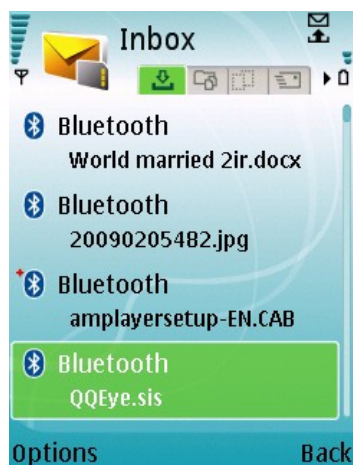 Inbox
Bluetooth
World married 2ir.docx
Bluetooth
20090205482.jpg
Bluetooth
amplayersetup-EN.CAB
Bluetooth
QQEye.sis
Options Back